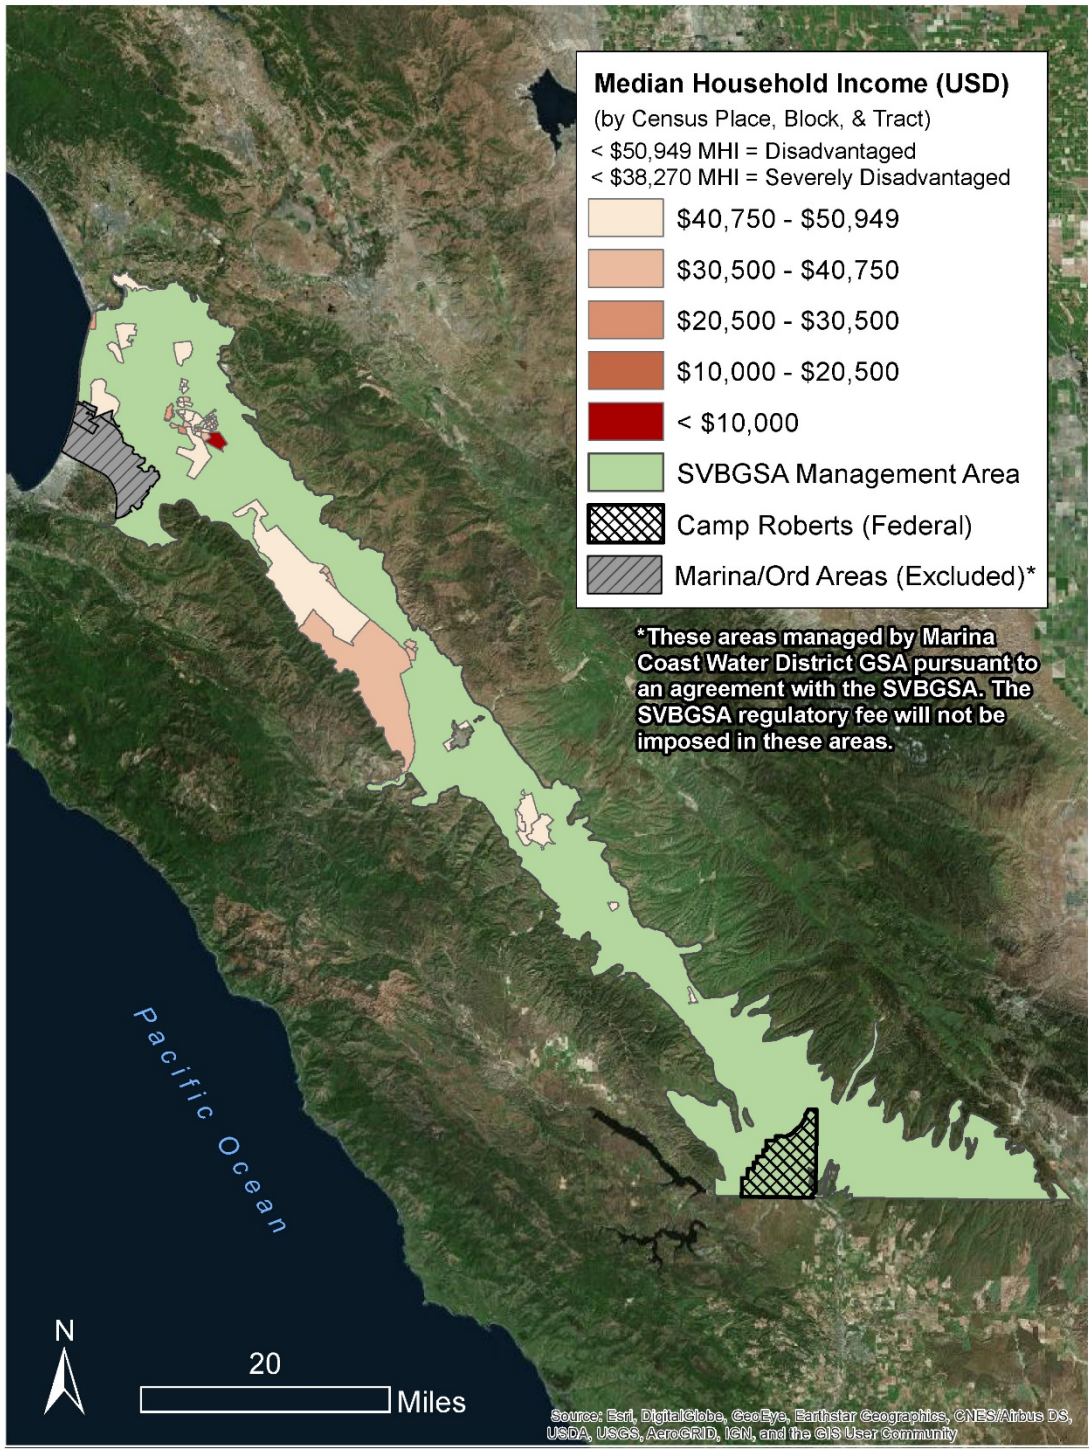 Median Household Income (USD)
(by Census Place, Block, & Tract)
< $50,949 MHI = Disadvantaged
< $38,270 MHI = Severely Disadvantaged
$40,750 - $50,949
$30,500 - $40,750
$20,500 - $30,500
$10,000 - $20,500
< $10,000
SVBGSA Management Area
Camp Roberts (Federal)
Marina/Ord Areas (Excluded)*
*These areas managed by Marina
Coast Water District GSA pursuant to
an agreement with the SVBGSA. The
SVBGSA regulatory fee will not be
imposed in these areas.
Pacific Ocean
N
20
Miles
Source: Esri, DigitalGlobe, GeoEye, Earthstar Geographics, CNES/Airbus DS,
USDA, USGS, AeroGRID, IGN, and the GIS User Community